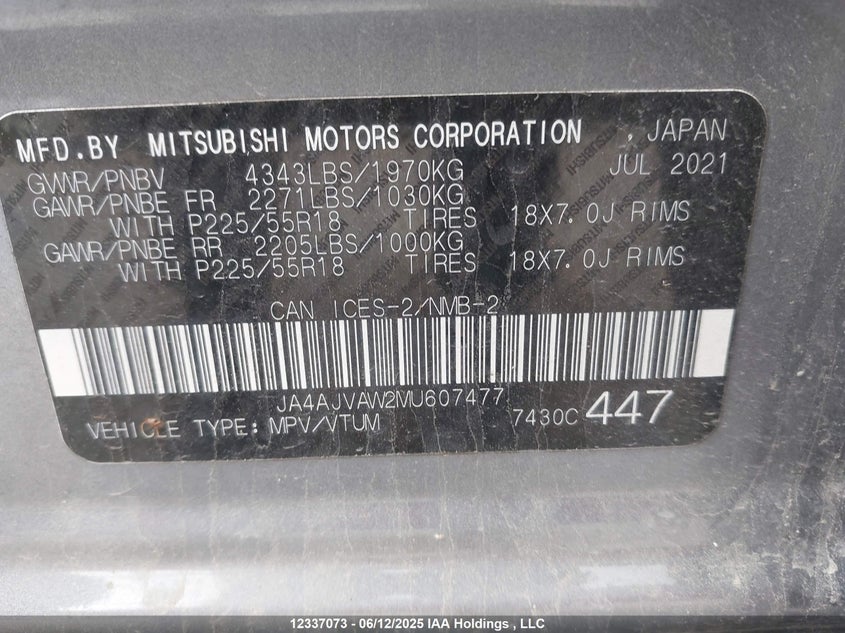 MFD.BY MITSUBISHI MOTORS CORPORATION , JAPAN
GVWR/PNBV 4343LBS/1970KG JUL 2021
GAWR/PNBE FR 2271LBS/1030KG
WITH P225/55R18 TIRES 18X7.0J RIMS
GAWR/PNBE RR 2205LBS/1000KG
WITH P225/55R18 TIRES 18X7.0J RIMS
CAN ICES-2/NMB-2
JA4AJVAW2MU607477
VEHICLE TYPE: MPV/VTUM 7430C 447
12337073 - 06/12/2025 IAA Holdings , LLC